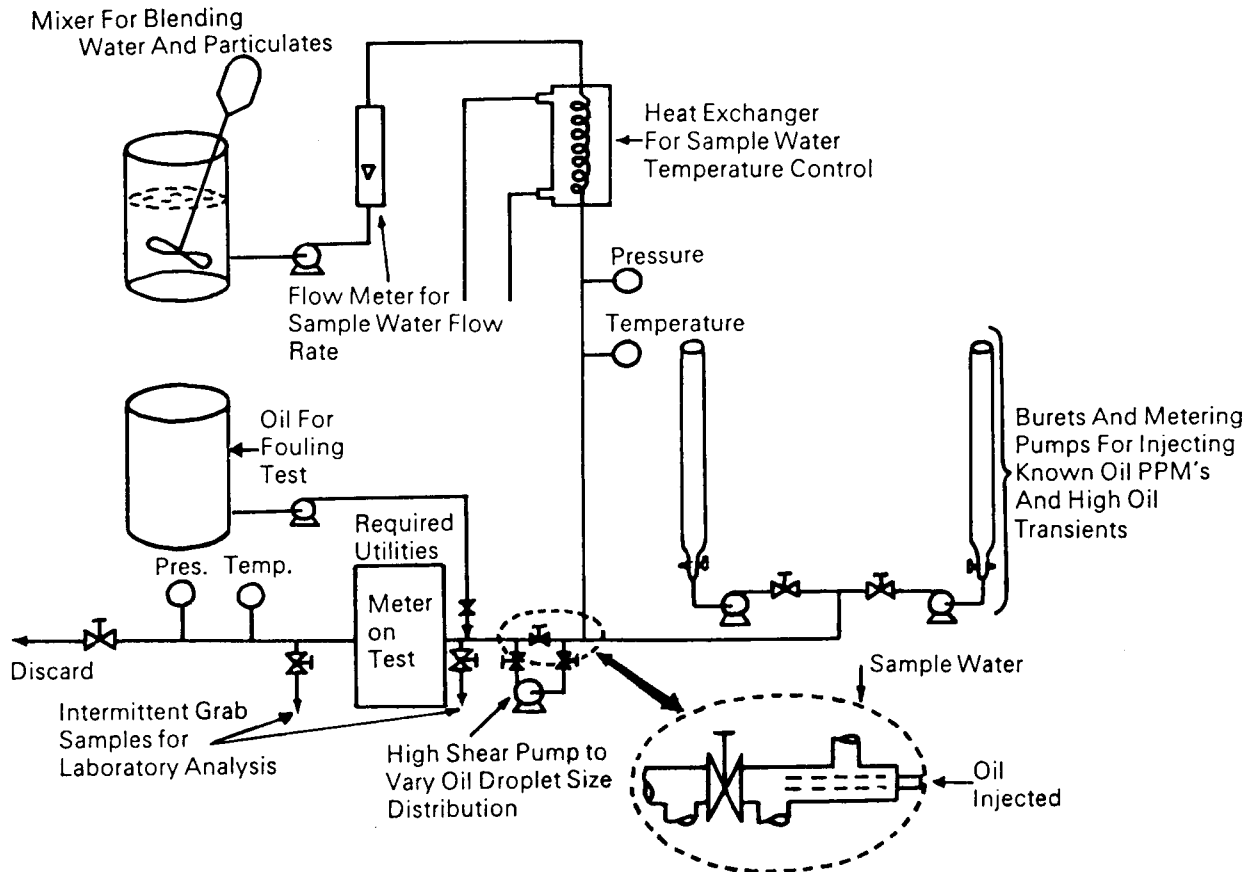 Mixer For Blending
Water And Particulates
Heat Exchanger
For Sample Water
Temperature Control
Flow Meter for
Sample Water Flow
Rate
Pressure
Temperature
Oil For
Fouling
Test
Burets And Metering
Pumps For Injecting
Known Oil PPM's
And High Oil
Transients
Required
Utilities
Pres.
Temp.
Meter
on
Test
Discard
Intermittent Grab
Samples for
Laboratory Analysis
High Shear Pump to
Vary Oil Droplet Size
Distribution
Sample Water
Oil
Injected